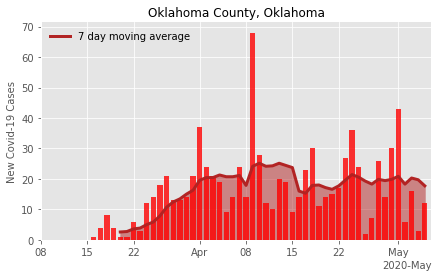 Oklahoma County, Oklahoma
7 day moving average
New Covid-19 Cases
70
60
50
40
30
20
10
0
08 15 22 Apr 08 15 22 May
2020-May